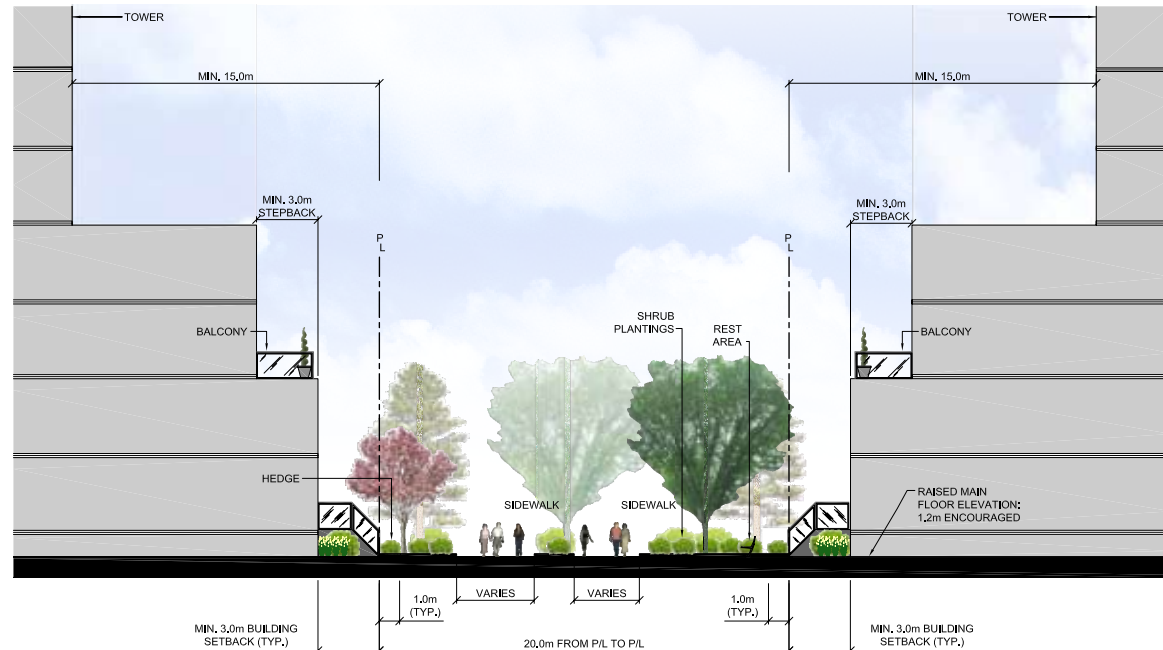 TOWER
TOWER
MIN. 15.0m
MIN. 15.0m
MIN. 3.0m
STEPBACK
MIN. 3.0m
STEPBACK
P
L
P
L
BALCONY
SHRUB
PLANTINGS
REST
AREA
BALCONY
HEDGE
SIDEWALK
SIDEWALK
RAISED MAIN
FLOOR ELEVATION:
1.2m ENCOURAGED
1.0m
(TYP.)
VARIES
VARIES
1.0m
(TYP.)
MIN. 3.0m BUILDING
SETBACK (TYP.)
20.0m FROM P/L TO P/L
MIN. 3.0m BUILDING
SETBACK (TYP.)